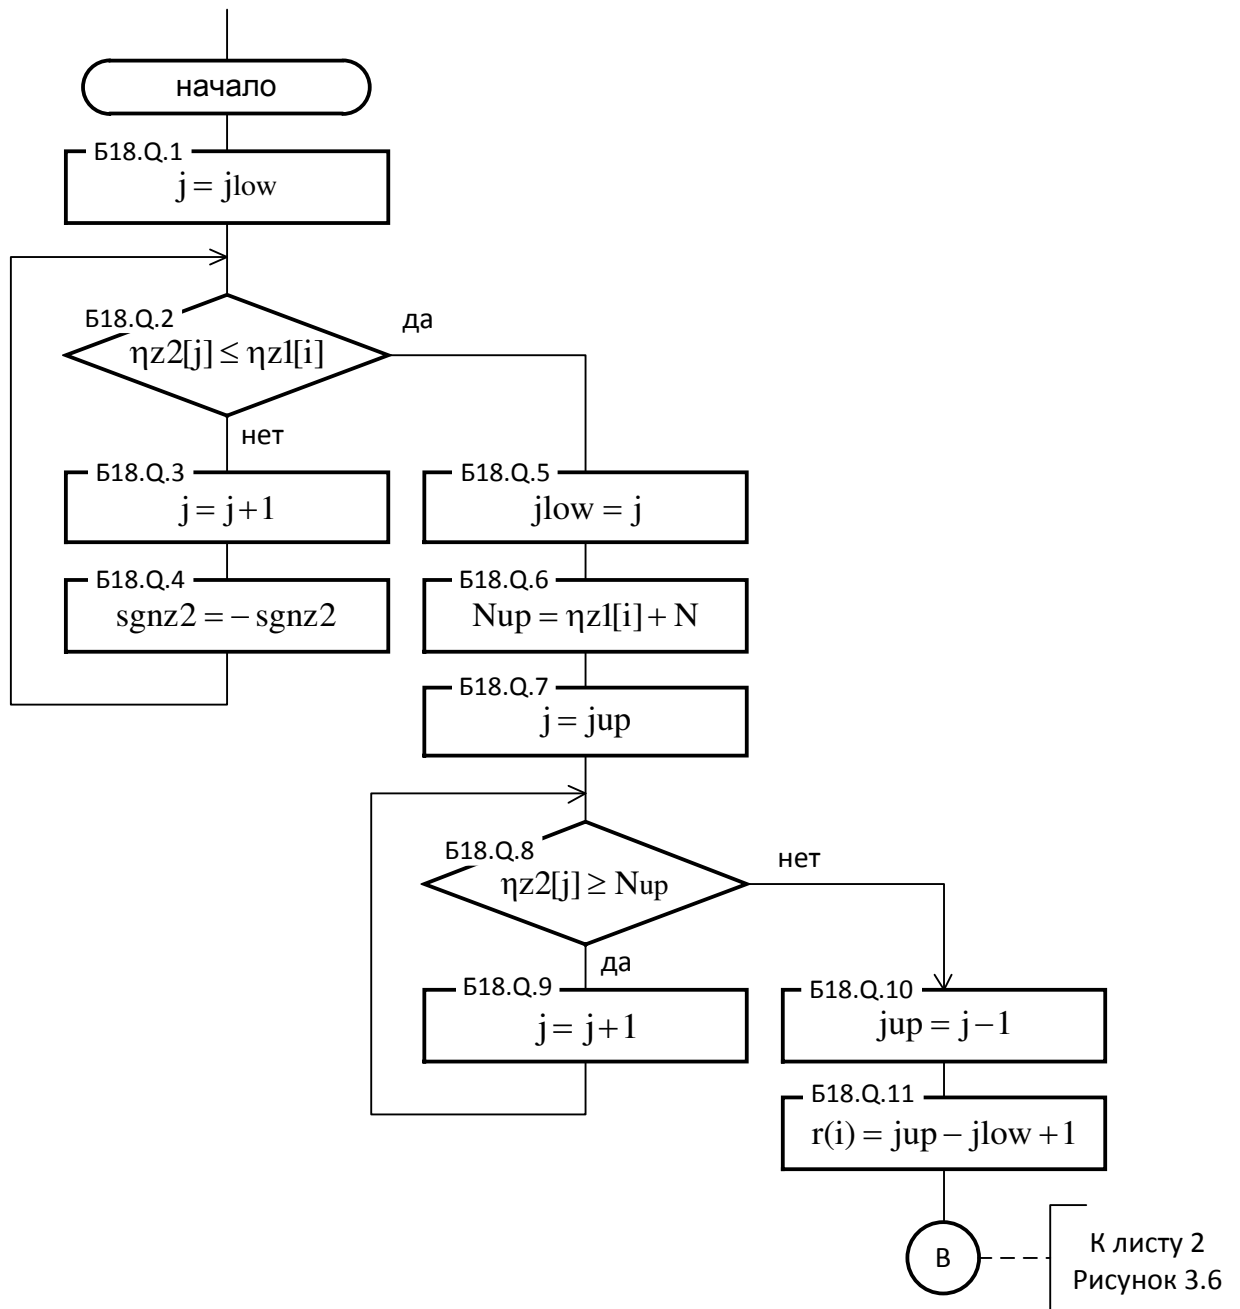 начало
Б18.Q.1
j = jlow
Б18.Q.2
ηz2[j] ≤ ηz1[i]
да
нет
Б18.Q.3
j = j+1
Б18.Q.4
sgnz2 = − sgnz2
Б18.Q.5
jlow = j
Б18.Q.6
Nup = ηz1[i] + N
Б18.Q.7
j = jup
Б18.Q.8
ηz2[j] ≥ Nup
нет
да
Б18.Q.9
j = j+1
Б18.Q.10
jup = j−1
Б18.Q.11
r(i) = jup − jlow +1
В
К листу 2
Рисунок 3.6